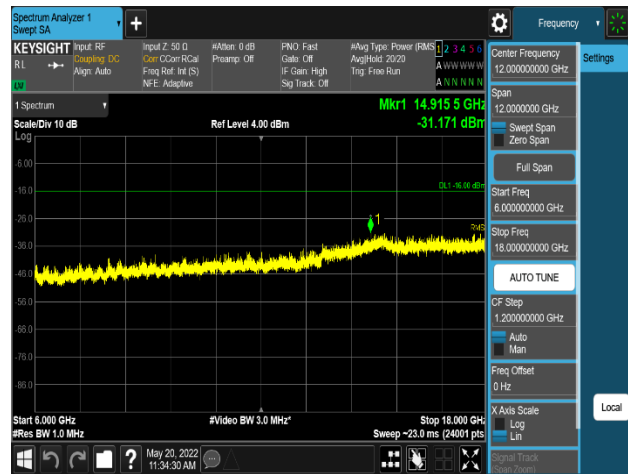 Spectrum Analyzer 1
Swept SA
Frequency
KEYSIGHT
RL
Input: RF
Coupling: DC
Align: Auto
Input Z: 50 Ω
Corr CCorr RCal
Freq Ref: Int (S)
NFE: Adaptive
#Atten: 0 dB
Preamp: Off
PNO: Fast
Gate: Off
IF Gain: High
Sig Track: Off
#Avg Type: Power (RMS
Avg|Hold: 20/20
Trig: Free Run
1 2 3 4 5 6
A W W W W W
A N N N N N
1 Spectrum
Mkr1 14.915 5 GHz
-31.171 dBm
Scale/Div 10 dB
Ref Level 4.00 dBm
Log
-6.00
-16.0
DL1 -16.00 dBm
-26.0
1
RMS
-36.0
-46.0
-56.0
-66.0
-76.0
-86.0
Start 6.000 GHz
#Video BW 3.0 MHz*
Stop 18.000 GHz
#Res BW 1.0 MHz
Sweep ~23.0 ms (24001 pts
May 20, 2022
11:34:30 AM
Center Frequency
12.000000000 GHz
Settings
Span
12.0000000 GHz
Swept Span
Zero Span
Full Span
Start Freq
6.000000000 GHz
Stop Freq
18.000000000 GHz
AUTO TUNE
CF Step
1.200000000 GHz
Auto
Man
Freq Offset
0 Hz
X Axis Scale
Log
Lin
Local
Signal Track
(Span Zoom)